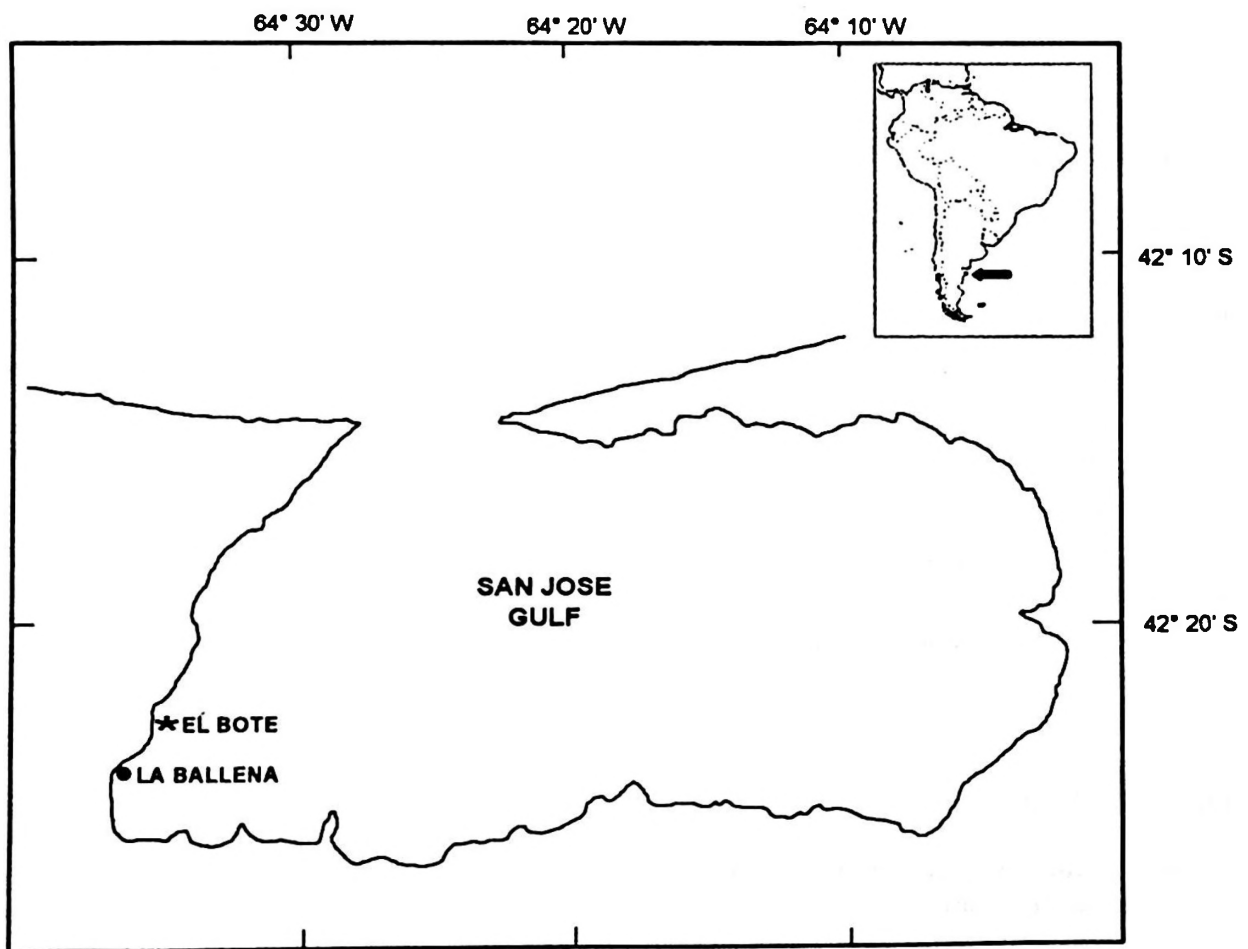 64° 30' W 64° 20' W 64° 10' W
42° 10' S
SAN JOSE
GULF
42° 20' S
EL BOTE
LA BALLENA